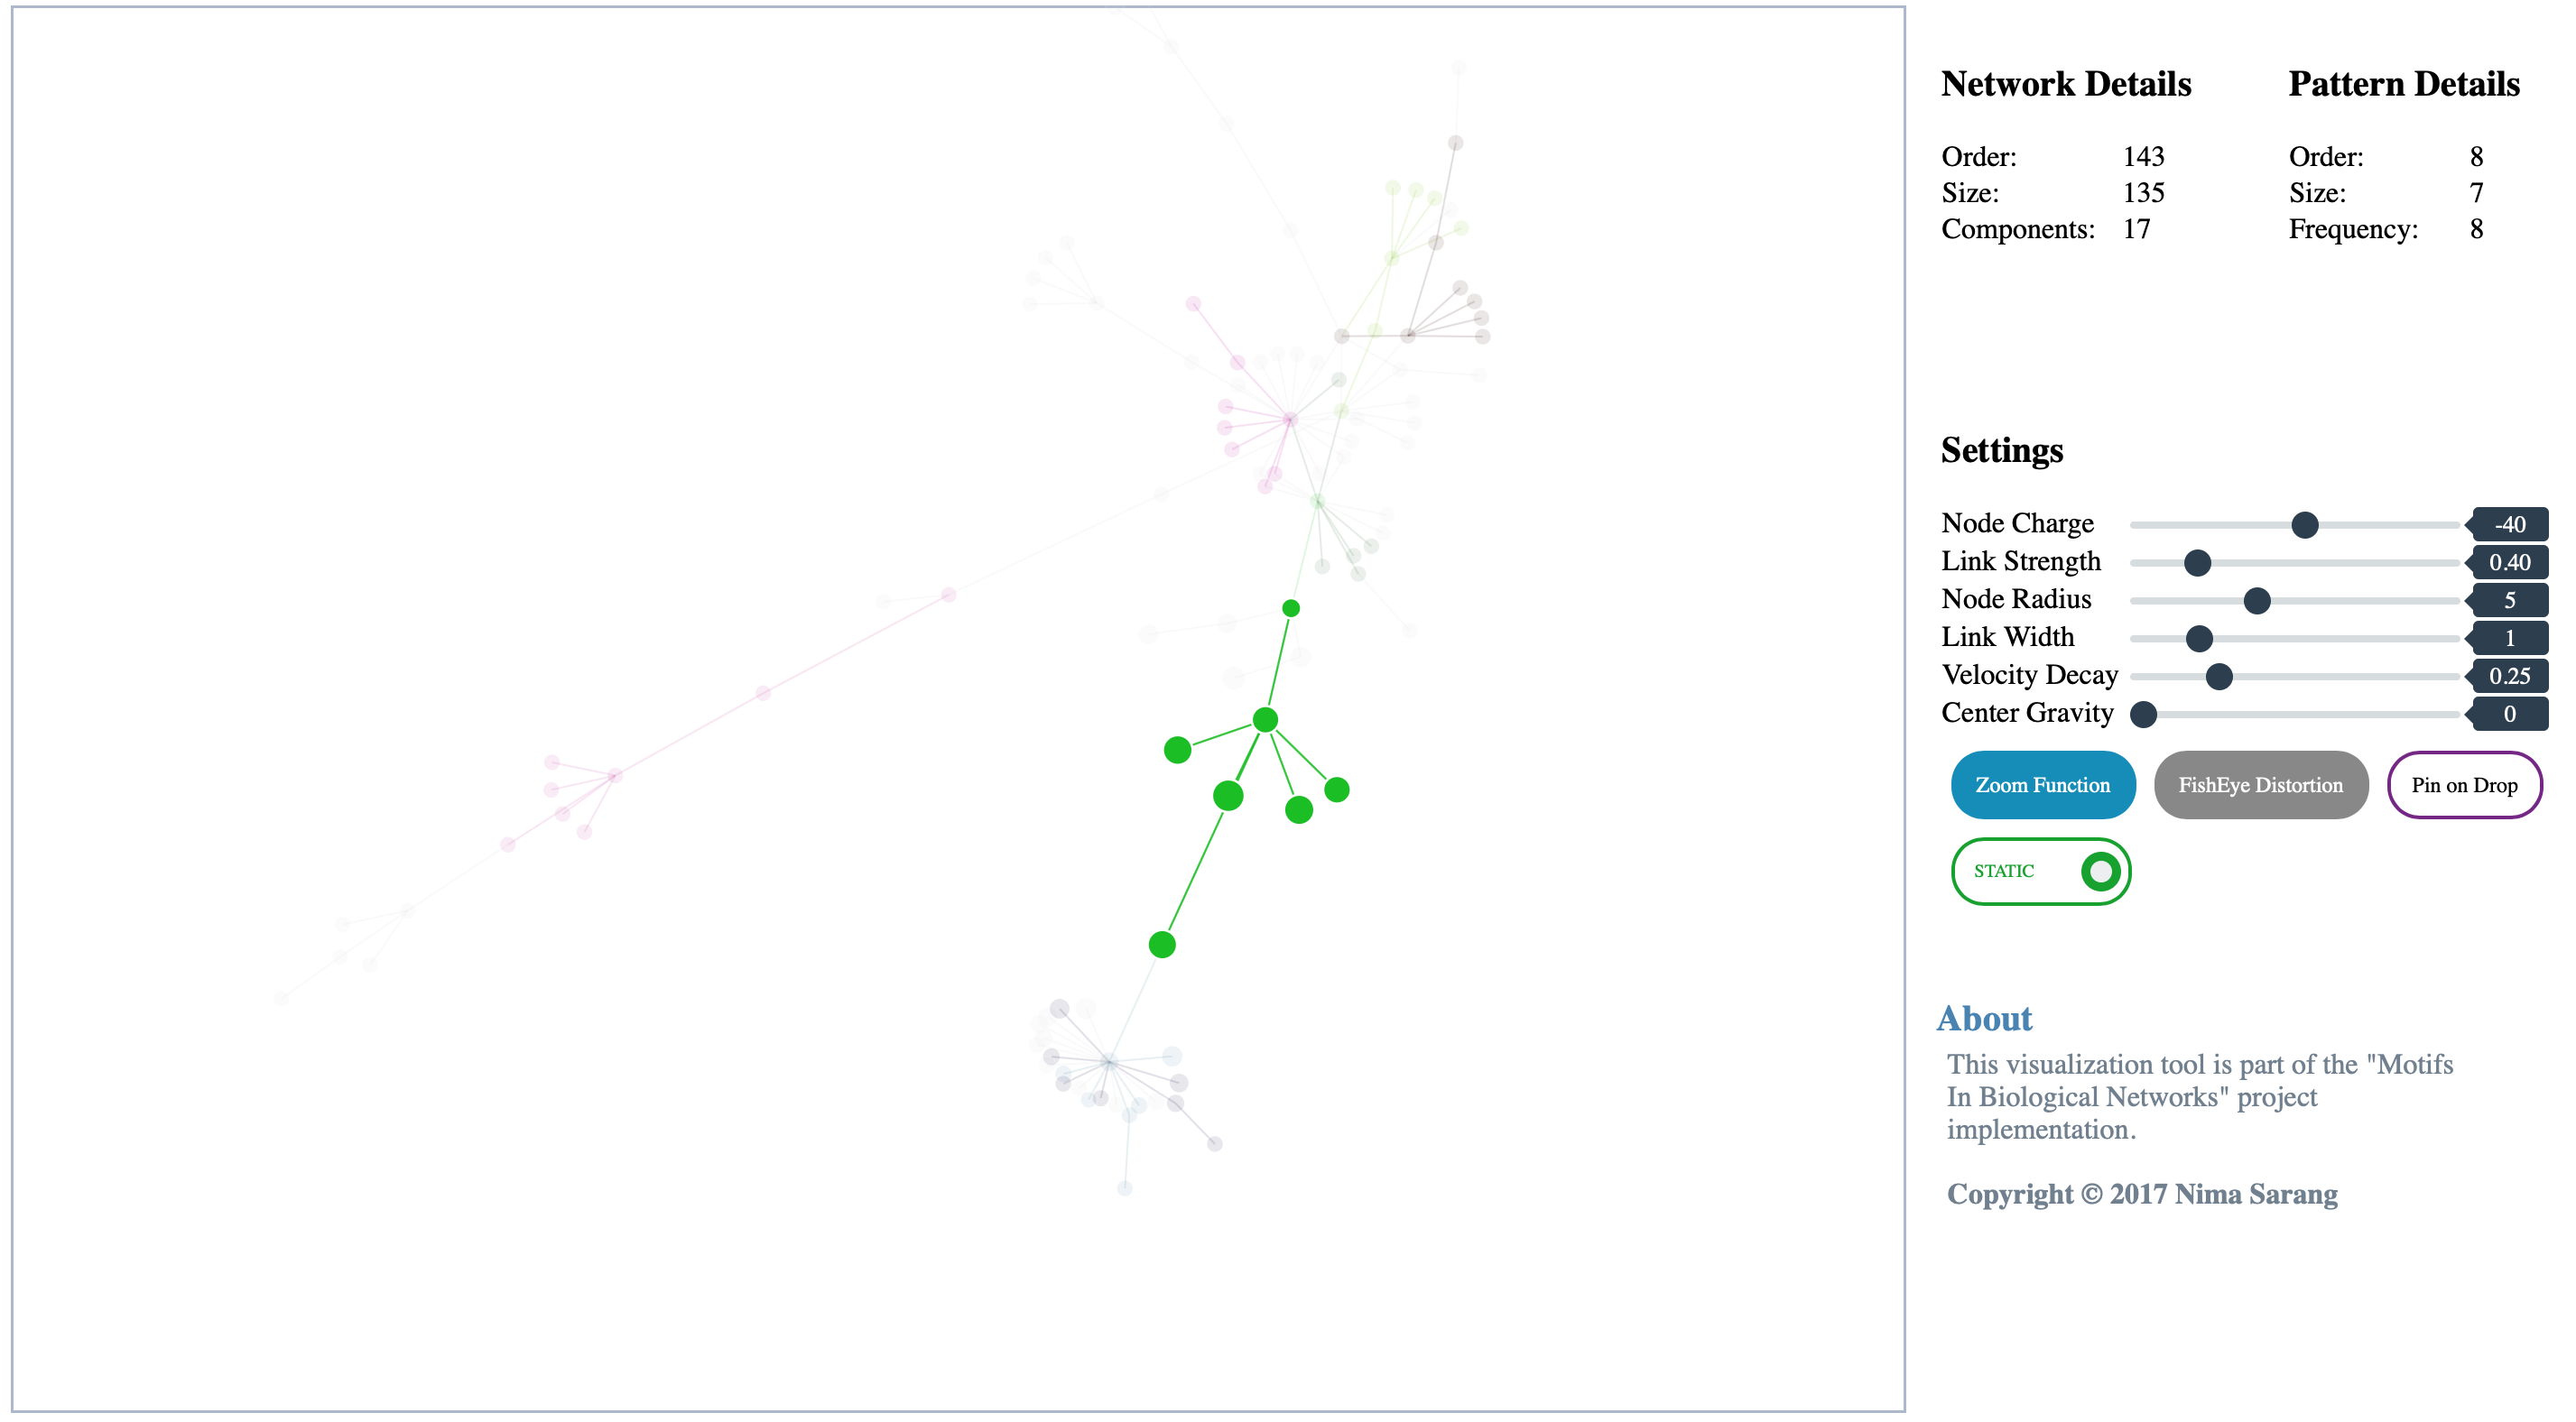 Network Details
Order: 143
Size: 135
Components: 17
Pattern Details
Order: 8
Size: 7
Frequency: 8
Settings
Node Charge -40
Link Strength 0.40
Node Radius 5
Link Width 1
Velocity Decay 0.25
Center Gravity 0
Zoom Function
FishEye Distortion
Pin on Drop
STATIC
About
This visualization tool is part of the "Motifs
In Biological Networks" project
implementation.
Copyright © 2017 Nima Sarang